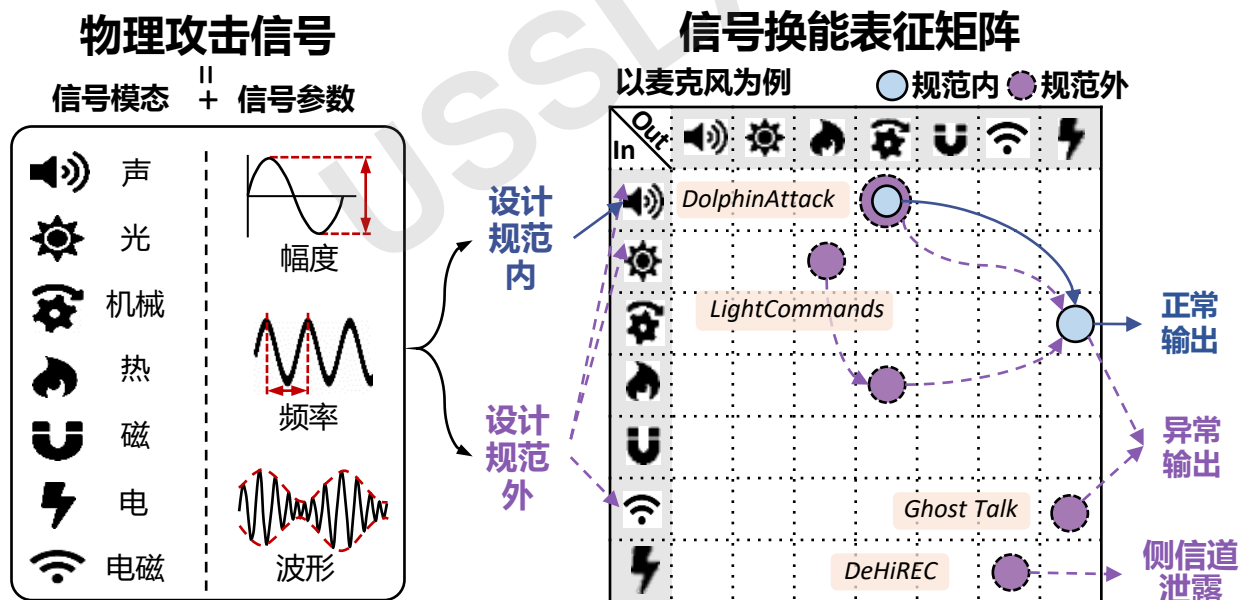 物理攻击信号
=
信号模态 + 信号参数
声
光
机械
热
磁
电
电磁
幅度
频率
波形
设计
规范
内
设计
规范
外
信号换能表征矩阵
以麦克风为例
规范内
规范外
Out
In
DolphinAttack
LightCommands
Ghost Talk
DeHiREC
正常
输出
异常
输出
侧信道
泄露